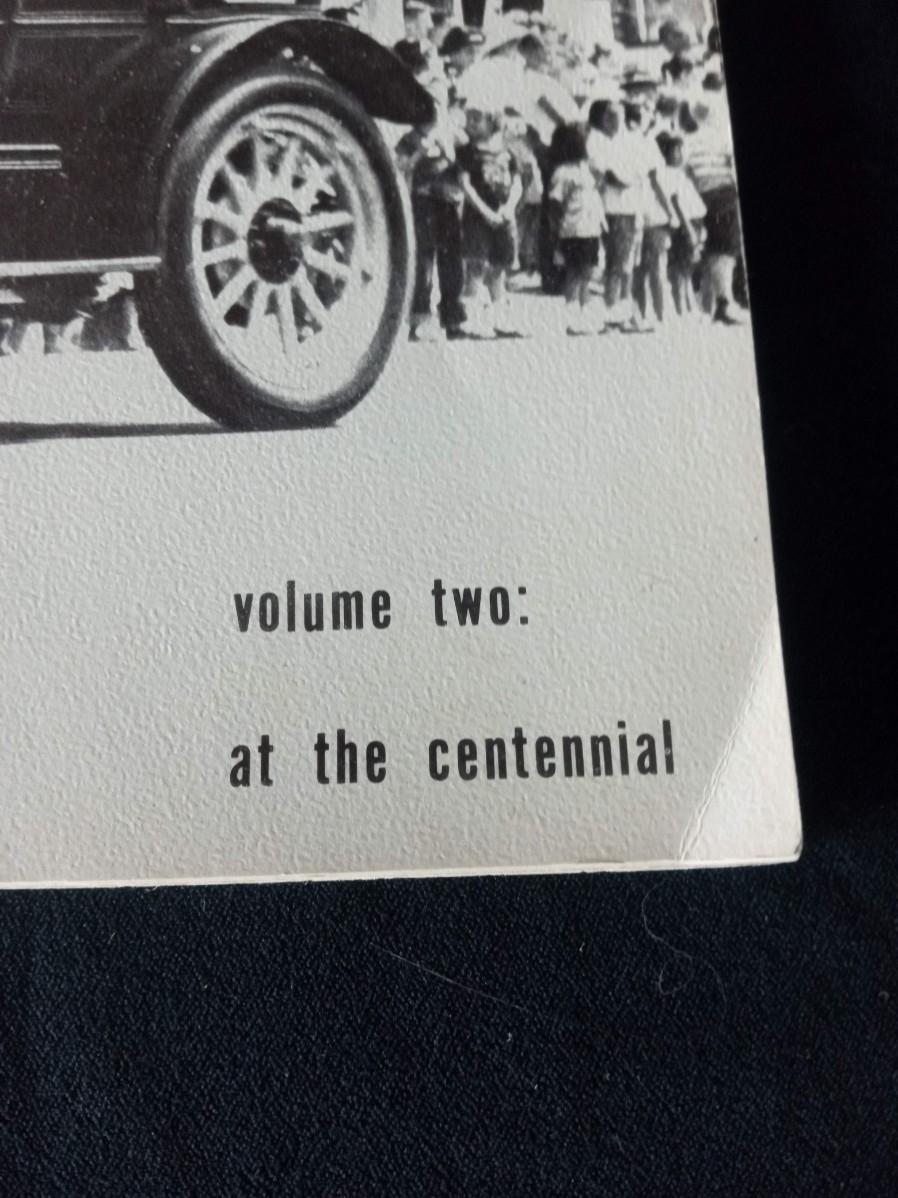 volume two:
at the centennial